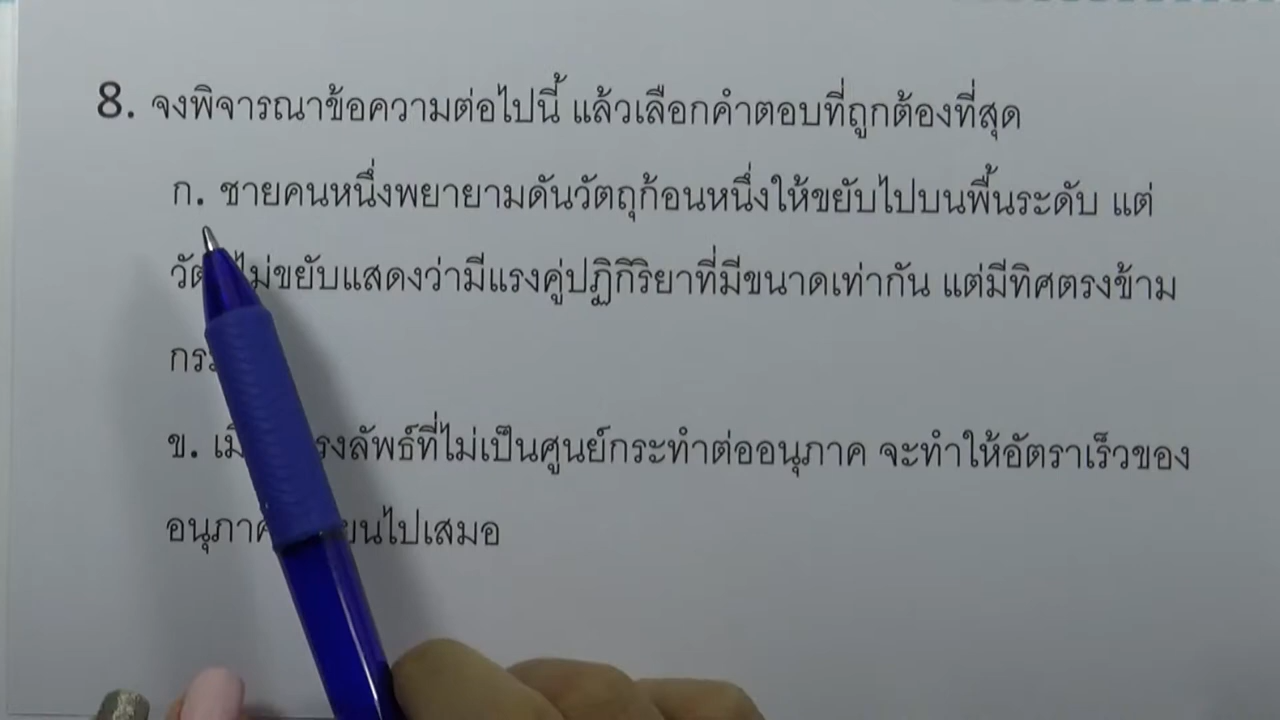 8. จงพิจารณาข้อความต่อไปนี้ แล้วเลือกคำตอบที่ถูกต้องที่สุด
ก. ชายคนหนึ่งพยายามดันวัตถุก้อนหนึ่งให้ขยับไปบนพื้นระดับ แต่
ไม่ขยับแสดงว่ามีแรงคู่ปฏิกิริยาที่มีขนาดเท่ากัน แต่มีทิศตรงข้าม
ข. ลัพธ์ที่ไม่เป็นศูนย์กระทำต่ออนุภาค จะทำให้อัตราเร็วของ
อนุภาค ไปเสมอ